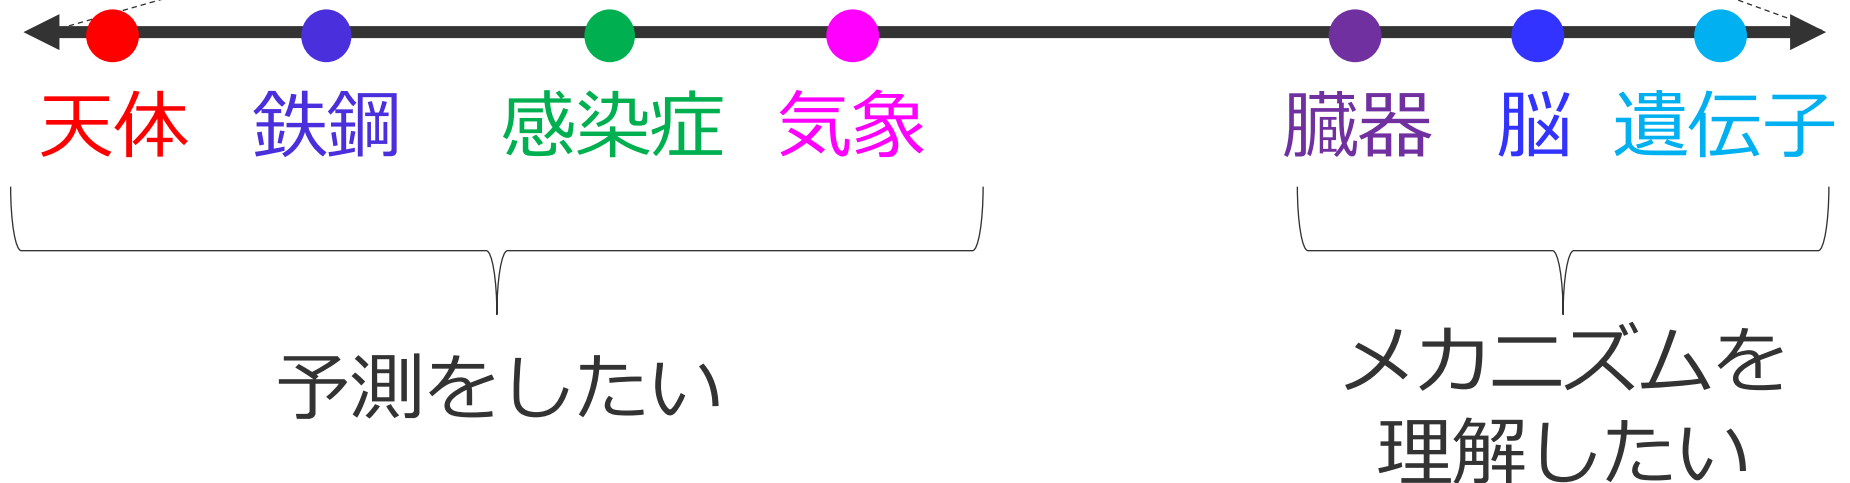 天体 鉄鋼 感染症 気象 臓器 脳 遺伝子
予測をしたい
メカニズムを
理解したい